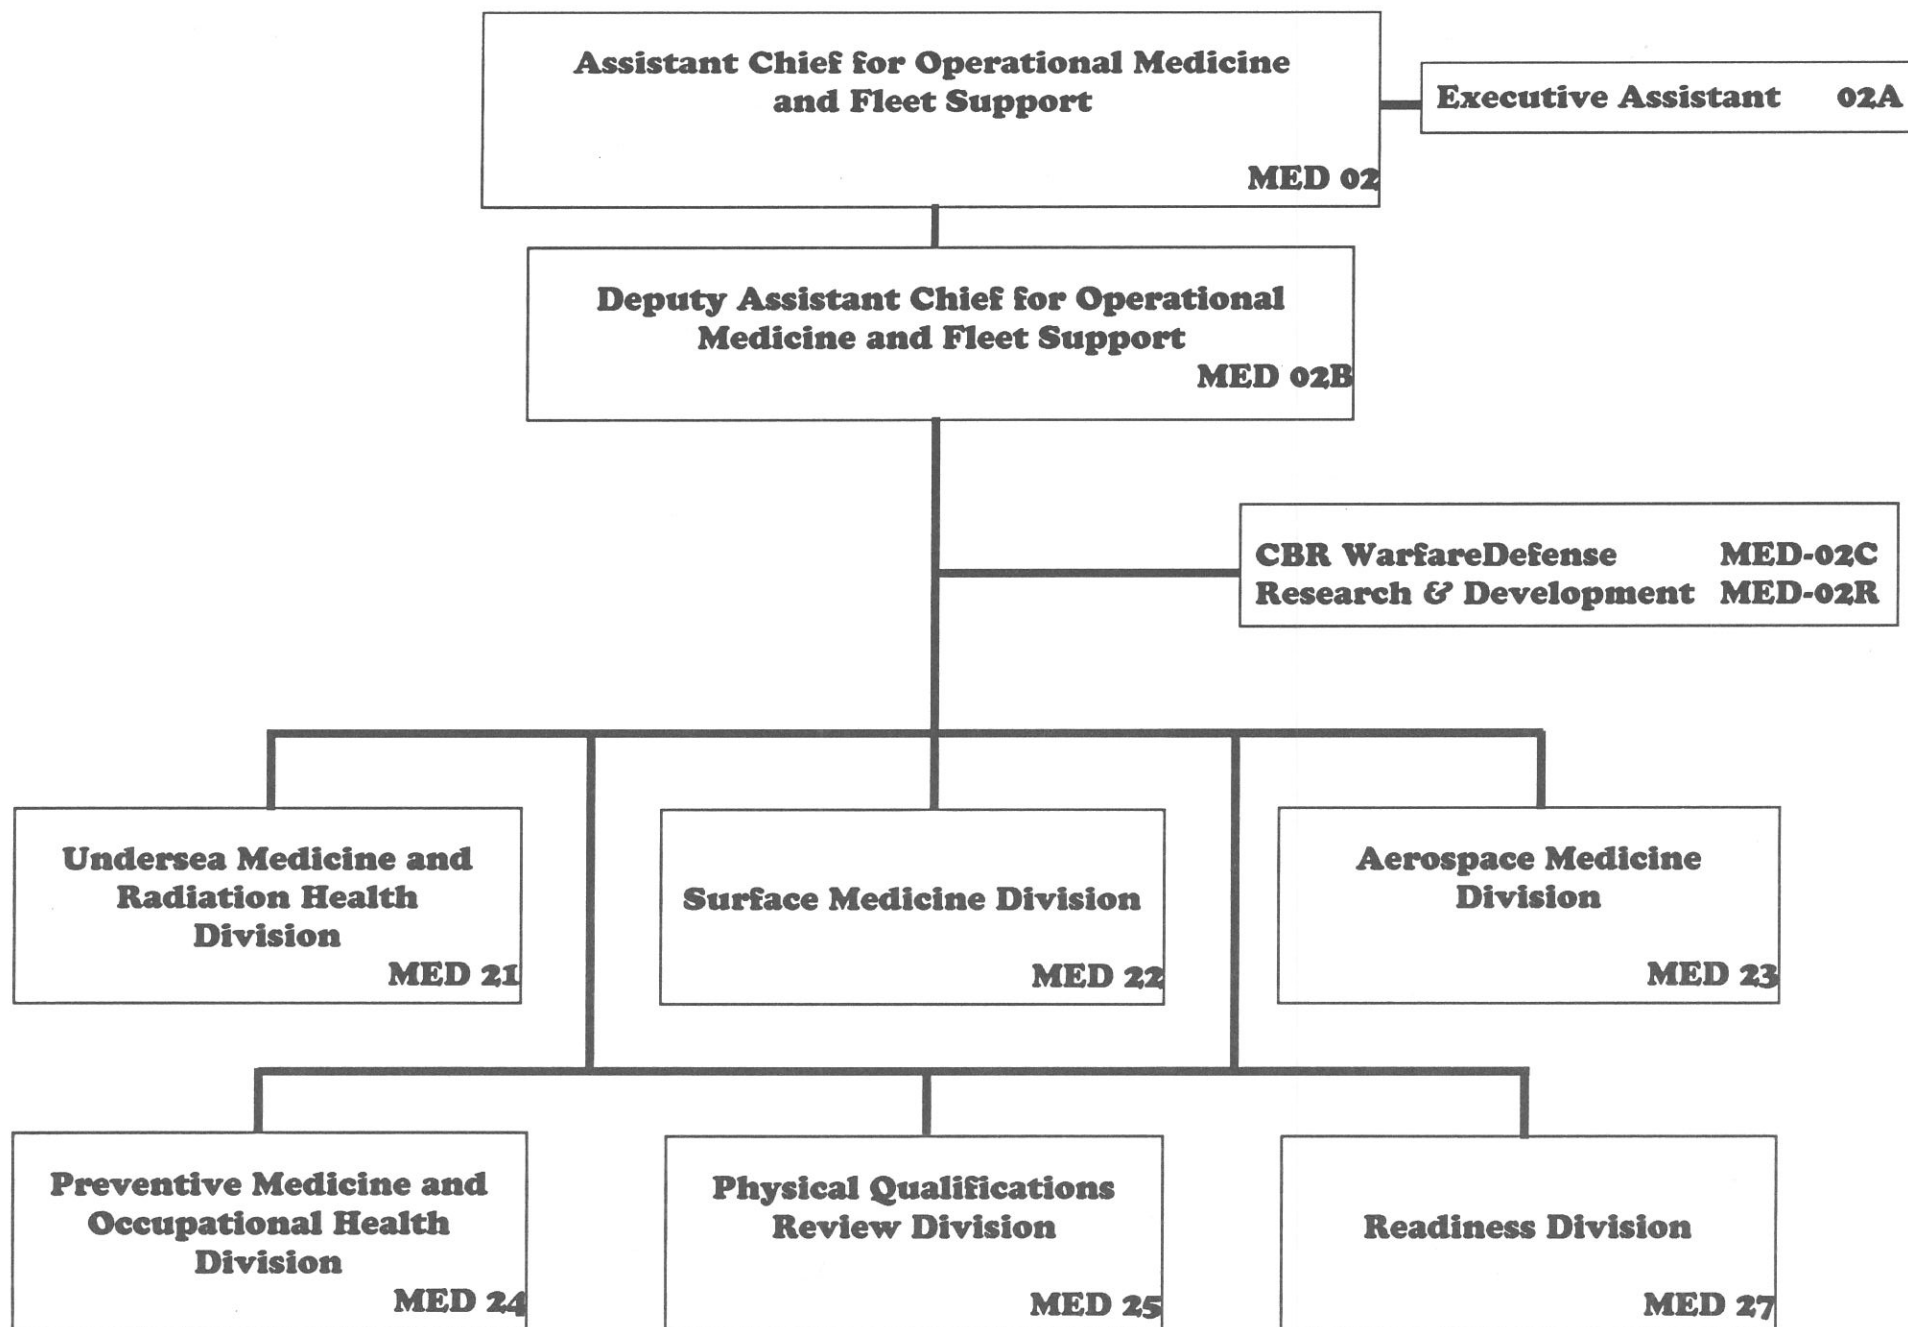 Assistant Chief for Operational Medicine
and Fleet Support
MED 02
Executive Assistant 02A
Deputy Assistant Chief for Operational
Medicine and Fleet Support
MED 02B
CBR WarfareDefense MED-02C
Research & Development MED-02R
Undersea Medicine and
Radiation Health
Division
MED 21
Surface Medicine Division
MED 22
Aerospace Medicine
Division
MED 23
Preventive Medicine and
Occupational Health
Division
MED 24
Physical Qualifications
Review Division
MED 25
Readiness Division
MED 27